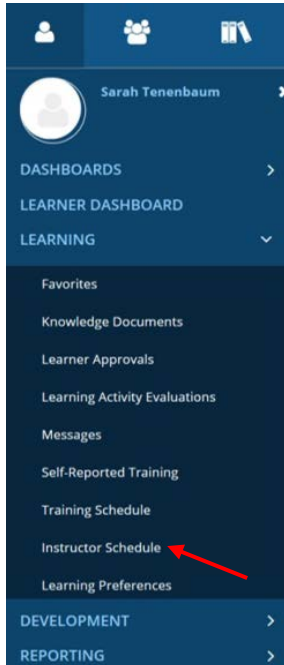 Sarah Tenenbaum
DASHBOARDS
LEARNER DASHBOARD
LEARNING
Favorites
Knowledge Documents
Learner Approvals
Learning Activity Evaluations
Messages
Self-Reported Training
Training Schedule
Instructor Schedule
Learning Preferences
DEVELOPMENT
REPORTING